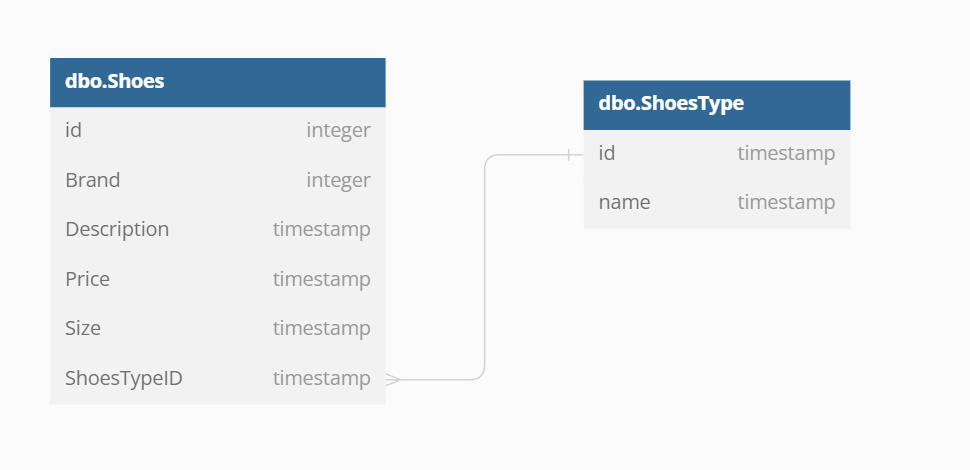 dbo.Shoes
id integer
Brand integer
Description timestamp
Price timestamp
Size timestamp
ShoesTypeID timestamp
dbo.ShoesType
id timestamp
name timestamp